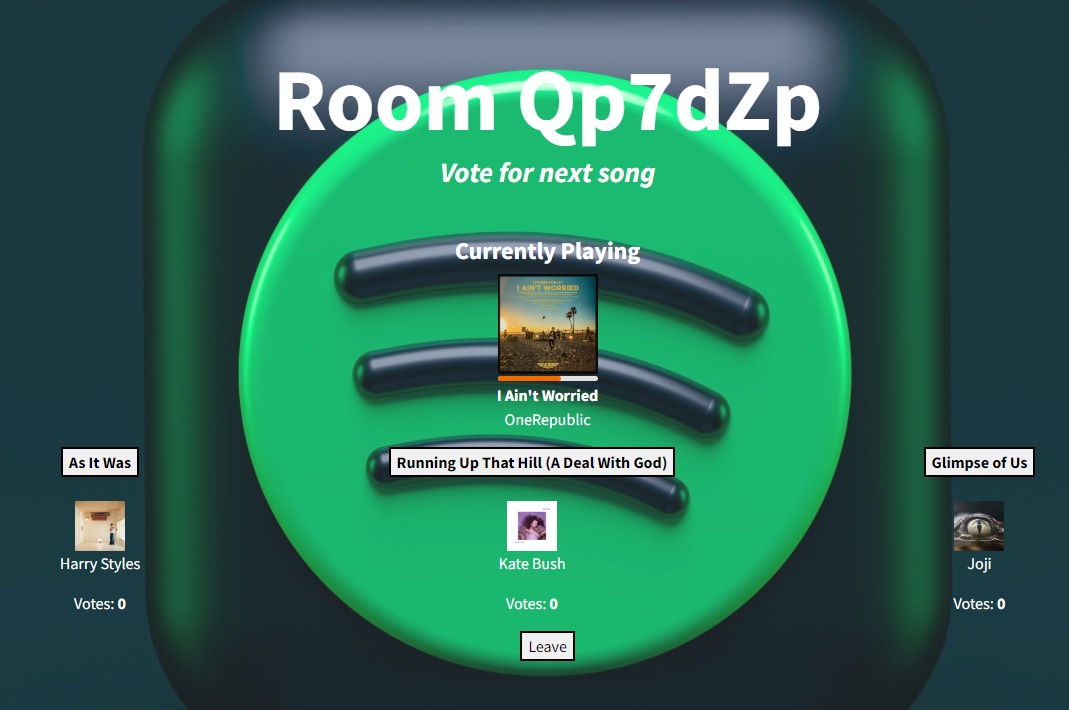 Room Qp7dZp
Vote for next song
Currently Playing
I AIN'T WORRIED
I Ain't Worried
OneRepublic
As It Was
Running Up That Hill (A Deal With God)
Glimpse of Us
Harry Styles
Kate Bush
Joji
Votes: 0
Votes: 0
Votes: 0
Leave